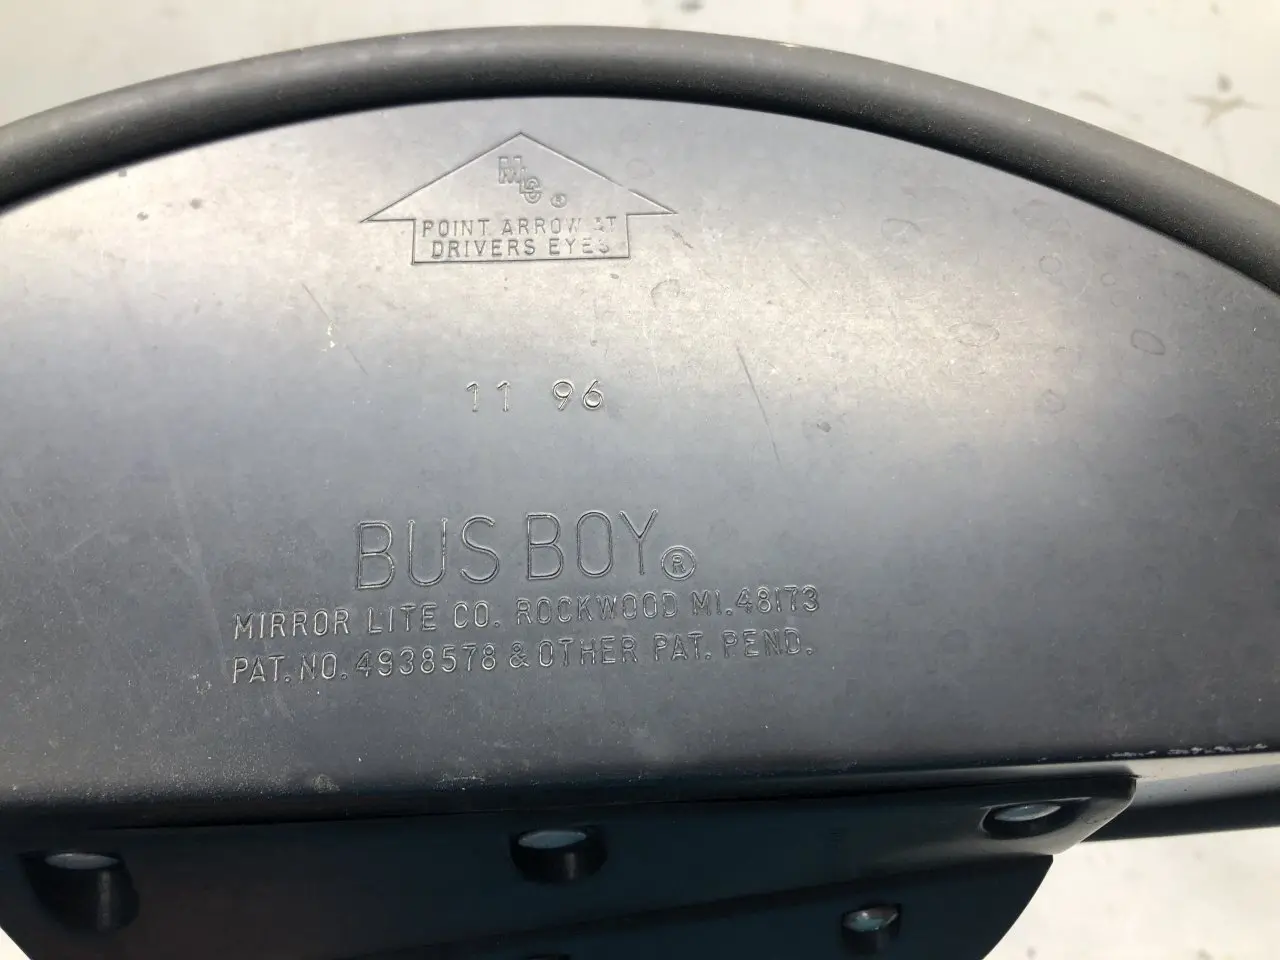 MLC®
POINT ARROW AT
DRIVERS EYES
11 96
BUS BOY®
MIRROR LITE CO. ROCKWOOD MI. 48173
PAT. NO. 4938578 & OTHER PAT. PEND.